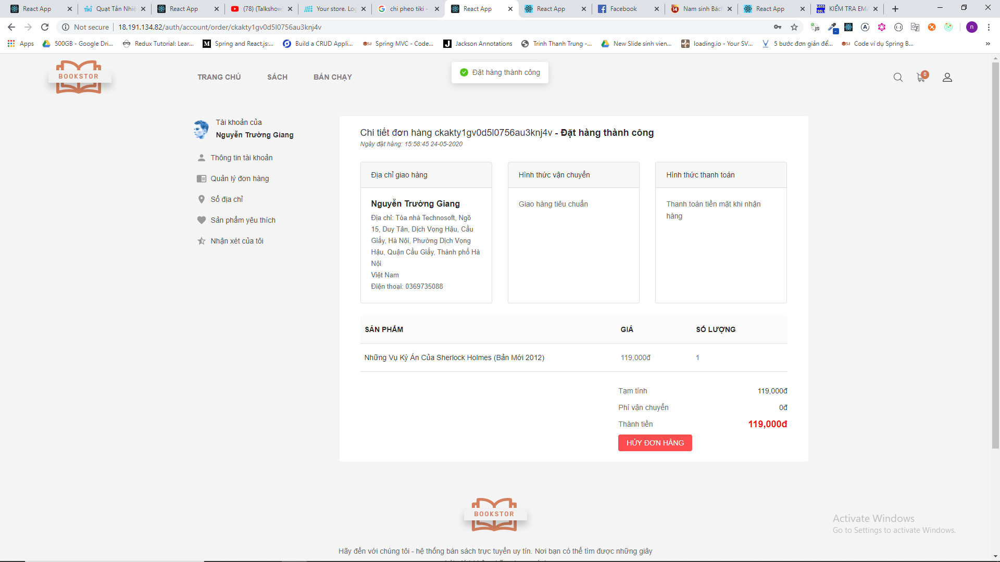 React App
Quạt Tản Nhiệ
React App
(78) (Talkshow
Your store. Log
chi pheo tiki -
React App
React App
Facebook
Nam sinh Bách
React App
KIỂM TRA EMA
Not secure
18.191.134.82/auth/account/order/ckakty1gv0d5l0756au3knj4v
n
Apps
500GB - Google Dri...
Redux Tutorial: Lear...
Spring and React.js:...
Build a CRUD Appli...
Spring MVC - Code...
Jackson Annotations
Trinh Thanh Trung -...
New Slide sinh vien...
loading.io - Your SV...
5 bước đơn giản để...
Code ví dụ Spring B...
BOOKSTOR
TRANG CHỦ
SÁCH
BÁN CHẠY
Đặt hàng thành công
0
Tài khoản của
Nguyễn Trường Giang
Thông tin tài khoản
Quản lý đơn hàng
Sổ địa chỉ
Sản phẩm yêu thích
Nhận xét của tôi
Chi tiết đơn hàng ckakty1gv0d5l0756au3knj4v - Đặt hàng thành công
Ngày đặt hàng: 15:58:45 24-05-2020
Địa chỉ giao hàng
Nguyễn Trường Giang
Địa chỉ: Tòa nhà Technosoft, Ngõ
15, Duy Tân, Dịch Vọng Hậu, Cầu
Giấy, Hà Nội, Phường Dịch Vọng
Hậu, Quận Cầu Giấy, Thành phố Hà
Nội
Việt Nam
Điện thoại: 0369735088
Hình thức vận chuyển
Giao hàng tiêu chuẩn
Hình thức thanh toán
Thanh toán tiền mặt khi nhận
hàng
SẢN PHẨM
GIÁ
SỐ LƯỢNG
Những Vụ Kỳ Án Của Sherlock Holmes (Bản Mới 2012)
119,000đ
1
Tạm tính
119,000đ
Phí vận chuyển
0đ
Thành tiền
119,000đ
HỦY ĐƠN HÀNG
BOOKSTOR
Hãy đến với chúng tôi - hệ thống bán sách trực tuyến uy tín. Nơi bạn có thể tìm được những giây
Activate Windows
Go to Settings to activate Windows.